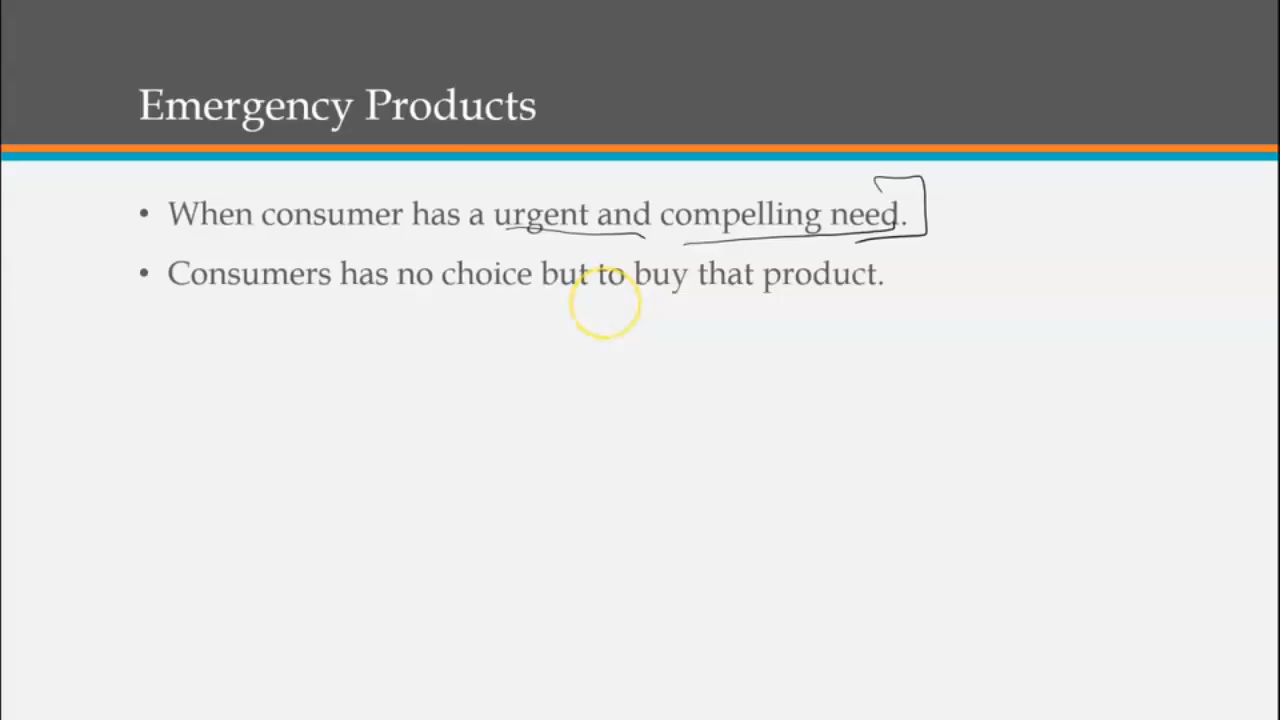 Emergency Products
• When consumer has a urgent and compelling need.
• Consumers has no choice but to buy that product.